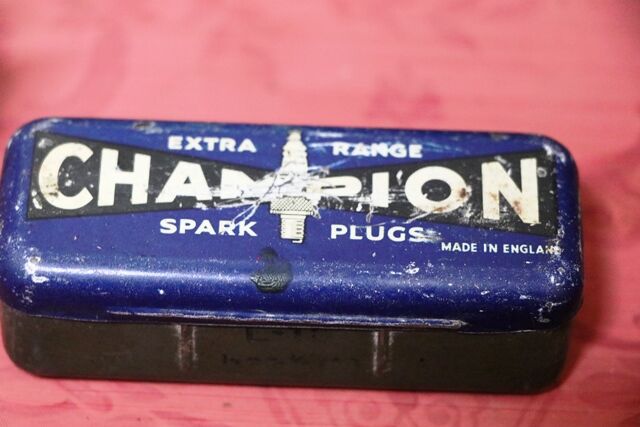 EXTRA RANGE
CHAMPION
SPARK PLUGS
MADE IN ENGLAND